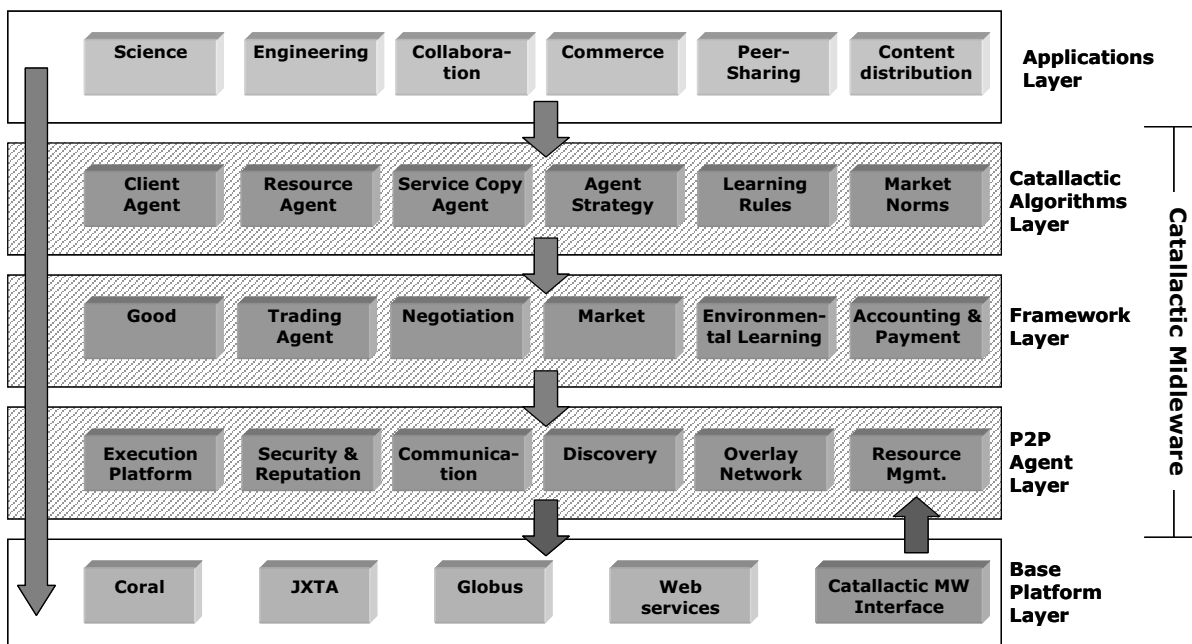 Science
Engineering
Collabora-
tion
Commerce
Peer-
Sharing
Content
distribution
Applications
Layer
Client
Agent
Resource
Agent
Service Copy
Agent
Agent
Strategy
Learning
Rules
Market
Norms
Catallactic
Algorithms
Layer
Good
Trading
Agent
Negotiation
Market
Environmen-
tal Learning
Accounting &
Payment
Framework
Layer
Execution
Platform
Security &
Reputation
Communica-
tion
Discovery
Overlay
Network
Resource
Mgmt.
P2P
Agent
Layer
Coral
JXTA
Globus
Web
services
Catallactic MW
Interface
Base
Platform
Layer
Catallactic Midleware